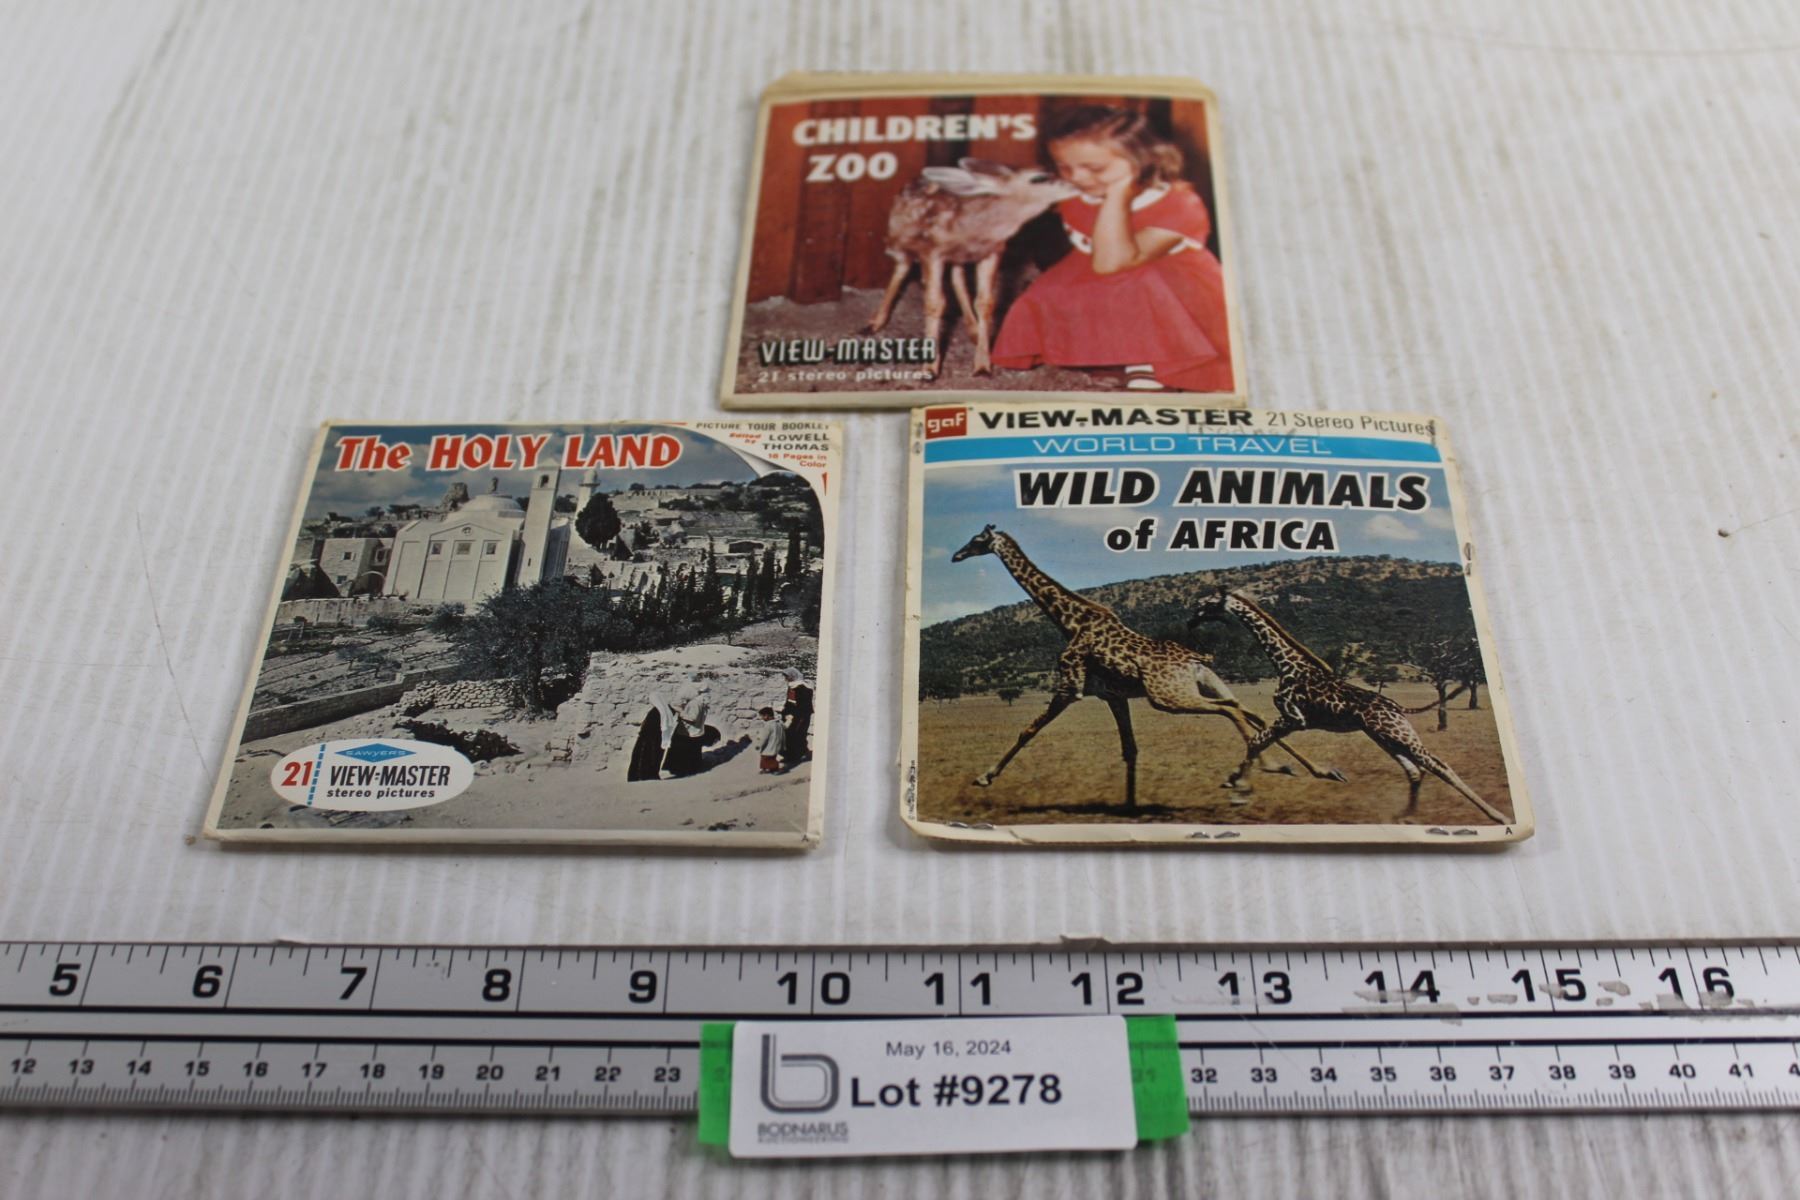 CHILDREN'S
ZOO
VIEW-MASTER
21 stereo pictures
The HOLY LAND
PICTURE TOUR BOOKLET
Edited by LOWELL THOMAS
16 Pages in Color
21
SAWYER'S
VIEW-MASTER
stereo pictures
A
gaf VIEW-MASTER 21 Stereo Pictures
WORLD TRAVEL
WILD ANIMALS
of AFRICA
A
5 6 7 8 9 10 11 12 13 14 15 16
12 13 14 15 16 17 18 19 20 21 22 23 31 32 33 34 35 36 37 38 39 40 41
May 16, 2024
Lot #9278
BODNARUS
AUCTIONEERING